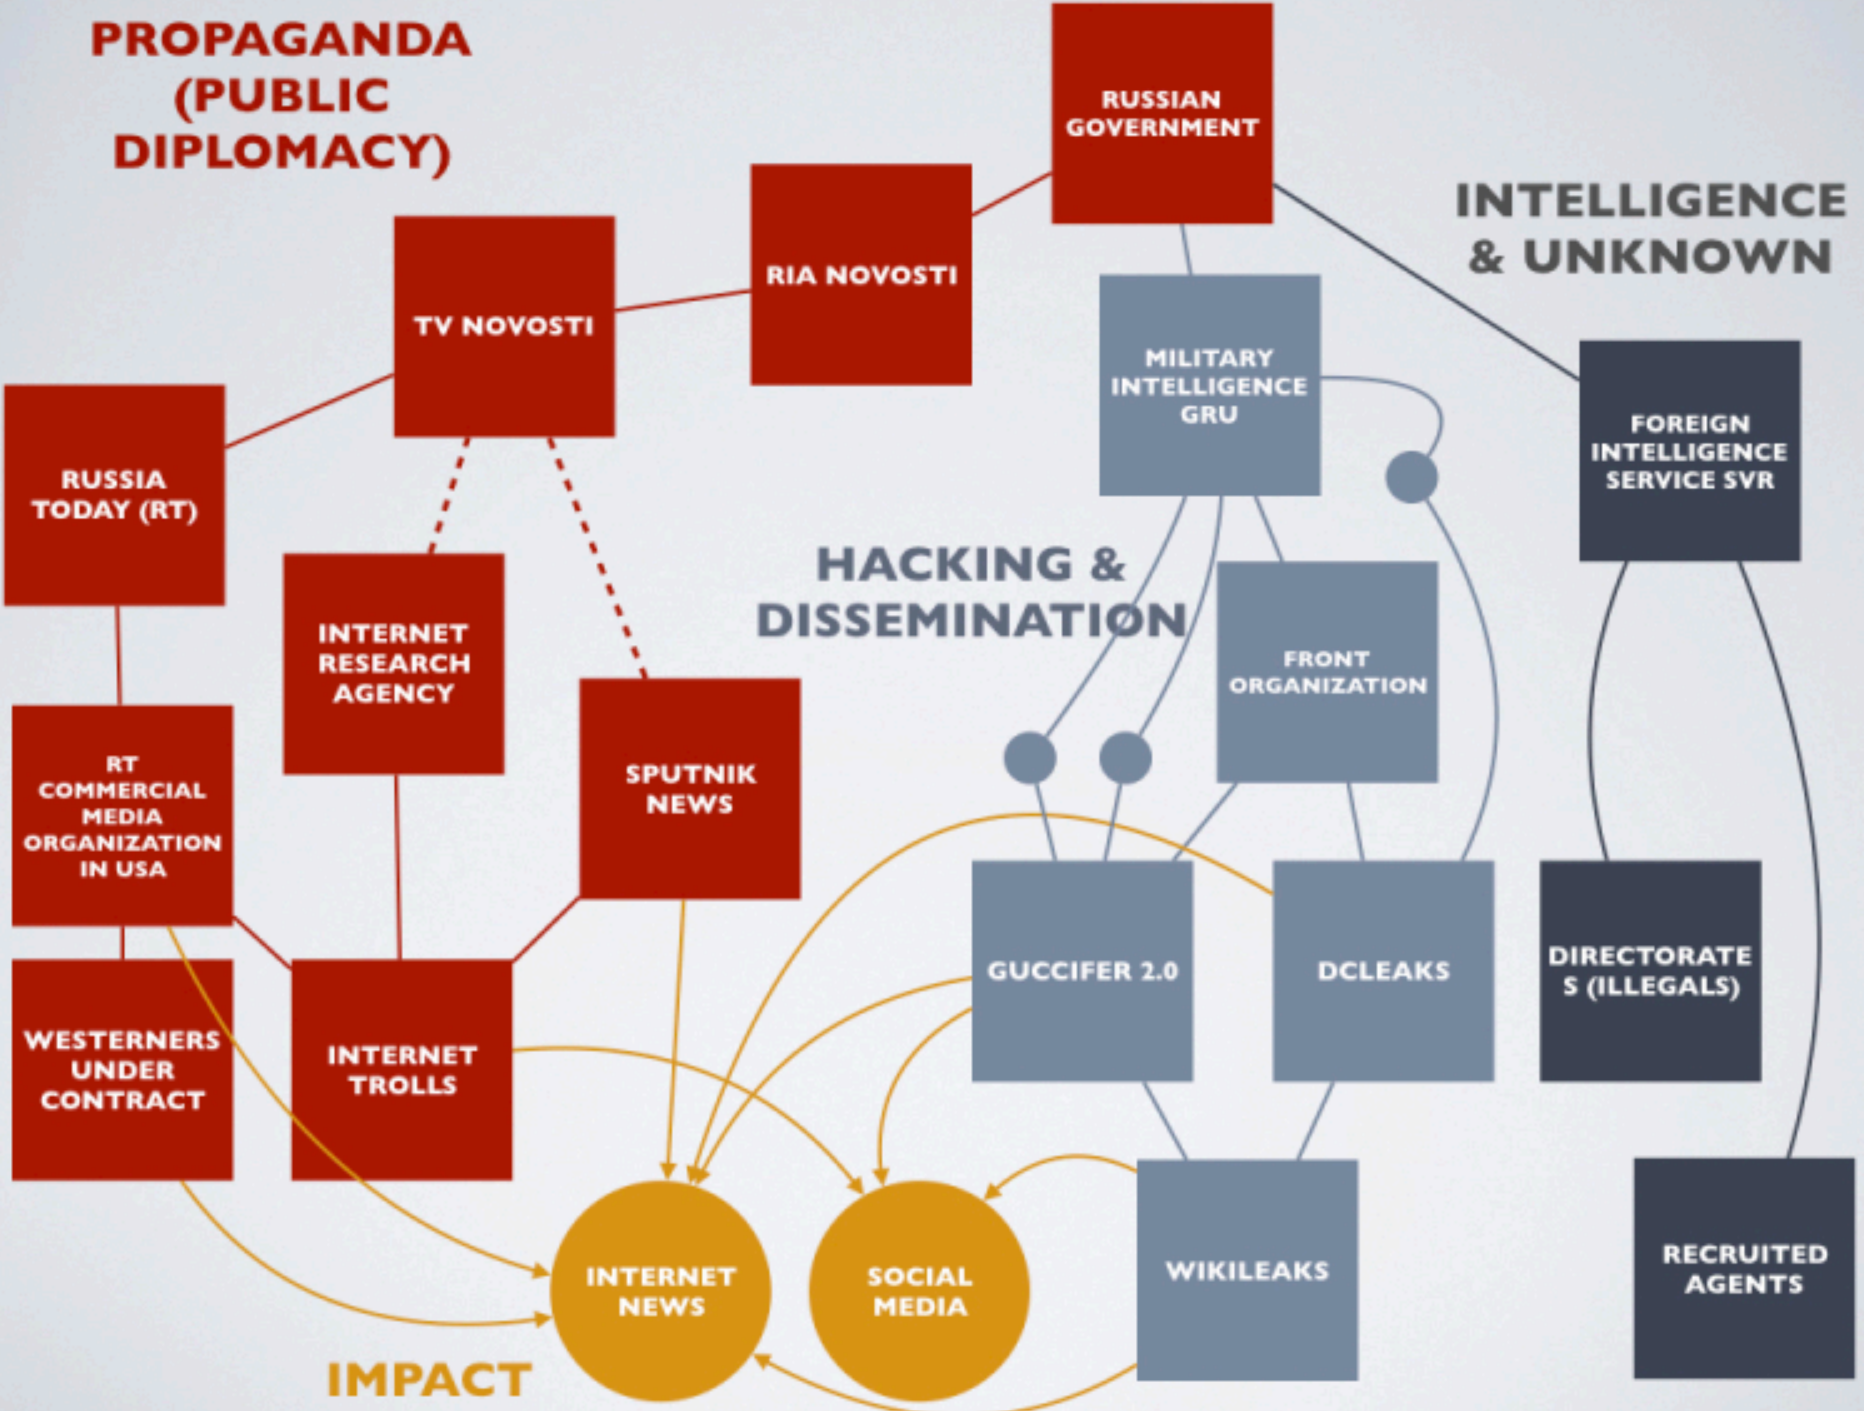 PROPAGANDA
(PUBLIC
DIPLOMACY)
RUSSIAN
GOVERNMENT
INTELLIGENCE
& UNKNOWN
RIA NOVOSTI
TV NOVOSTI
MILITARY
INTELLIGENCE
GRU
FOREIGN
INTELLIGENCE
SERVICE SVR
RUSSIA
TODAY (RT)
HACKING &
DISSEMINATION
INTERNET
RESEARCH
AGENCY
FRONT
ORGANIZATION
RT
COMMERCIAL
MEDIA
ORGANIZATION
IN USA
SPUTNIK
NEWS
GUCCIFER 2.0
DCLEAKS
DIRECTORATE
S (ILLEGALS)
WESTERNERS
UNDER
CONTRACT
INTERNET
TROLLS
INTERNET
NEWS
SOCIAL
MEDIA
WIKILEAKS
RECRUITED
AGENTS
IMPACT